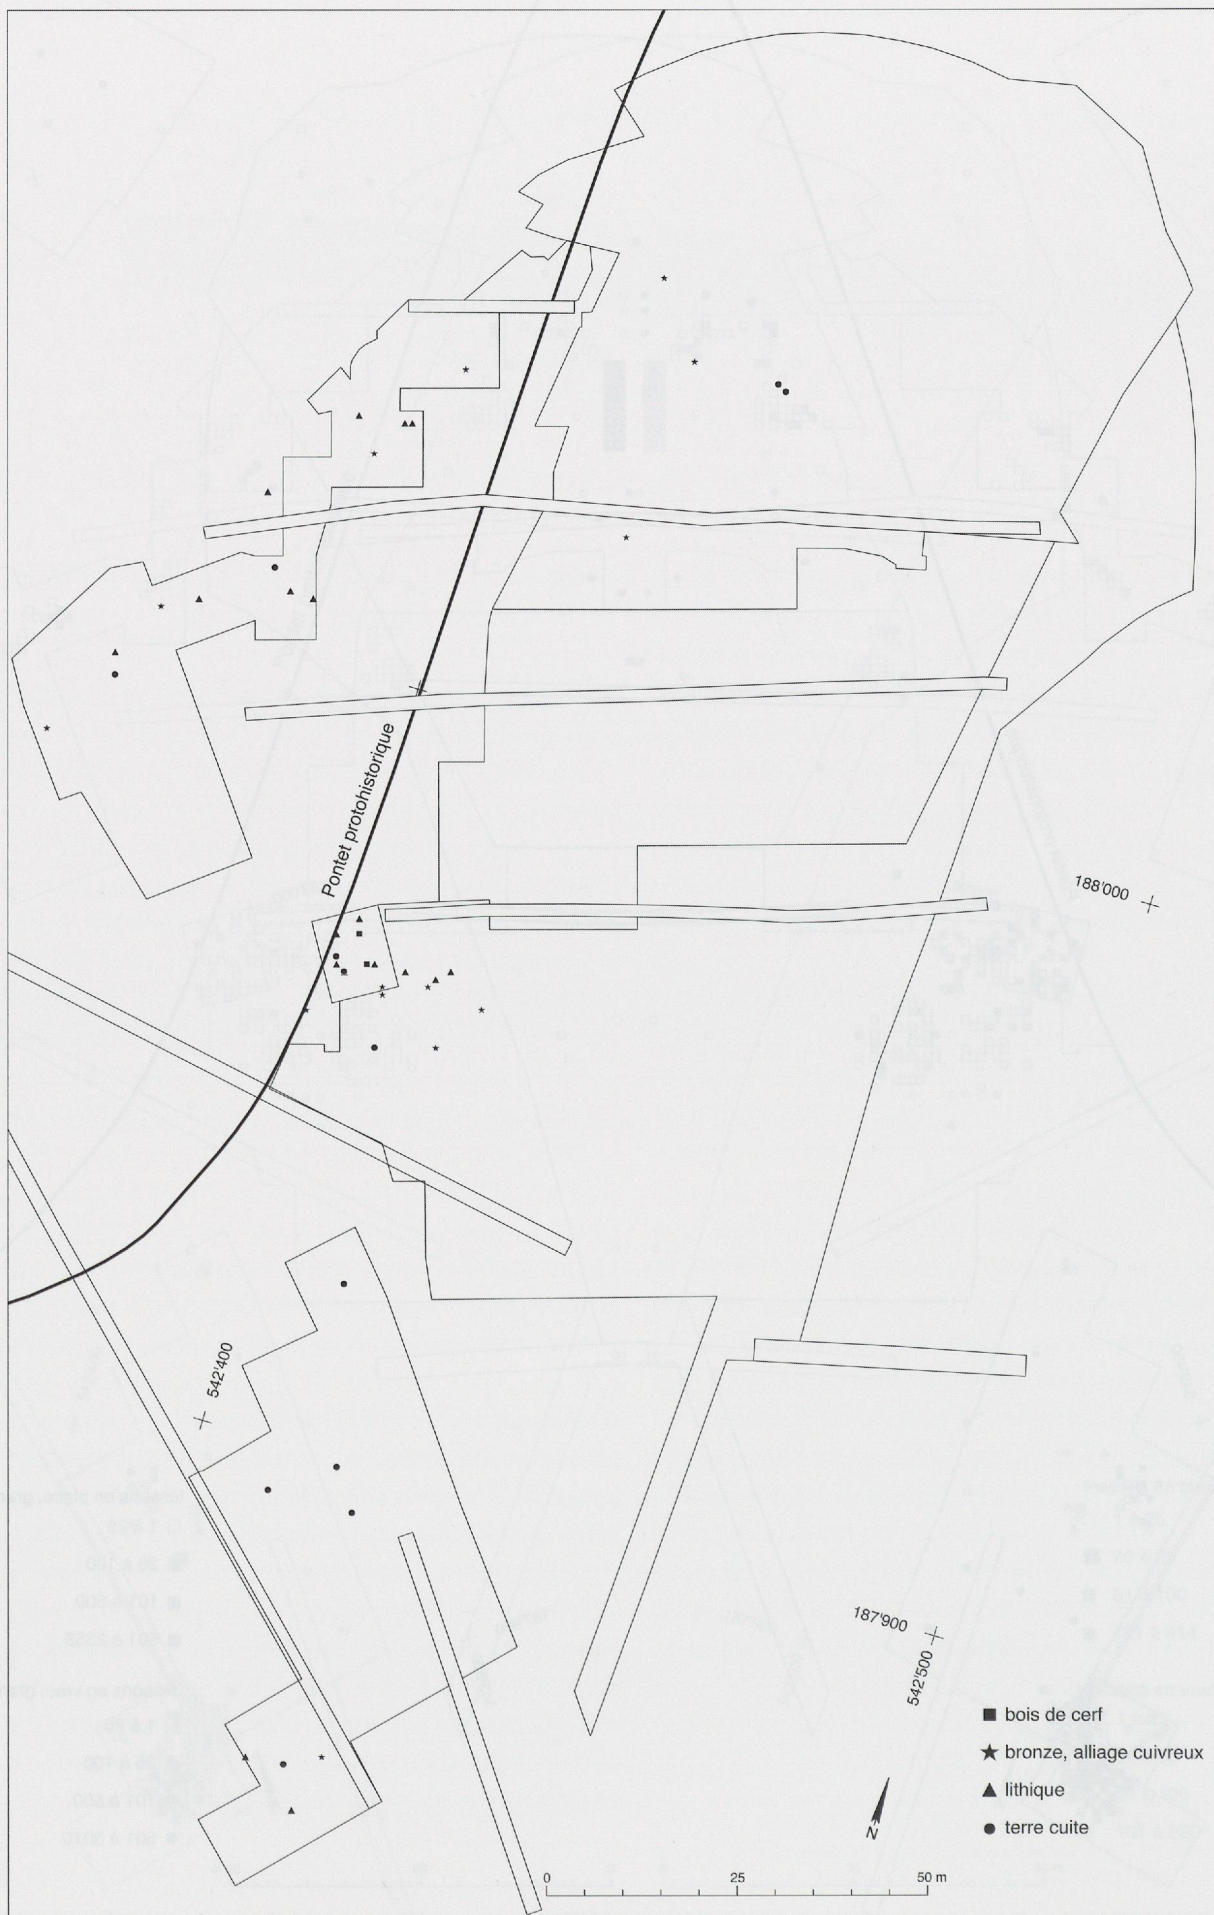 Pontet protohistorique
188'000
542'400
187'900
542'500
bois de cerf
bronze, alliage cuivreux
lithique
terre cuite
N
0 25 50 m